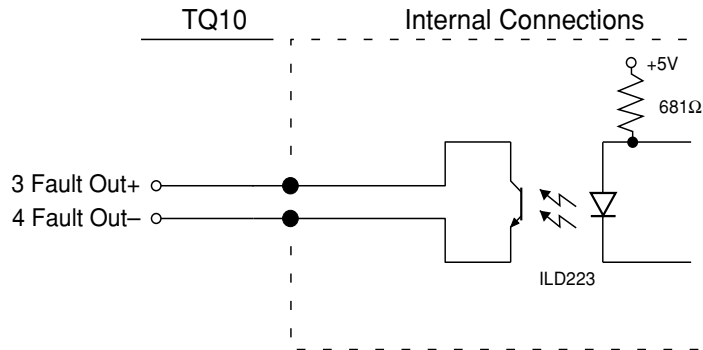 TQ10
Internal Connections
+5V
681Ω
3 Fault Out+
4 Fault Out–
ILD223